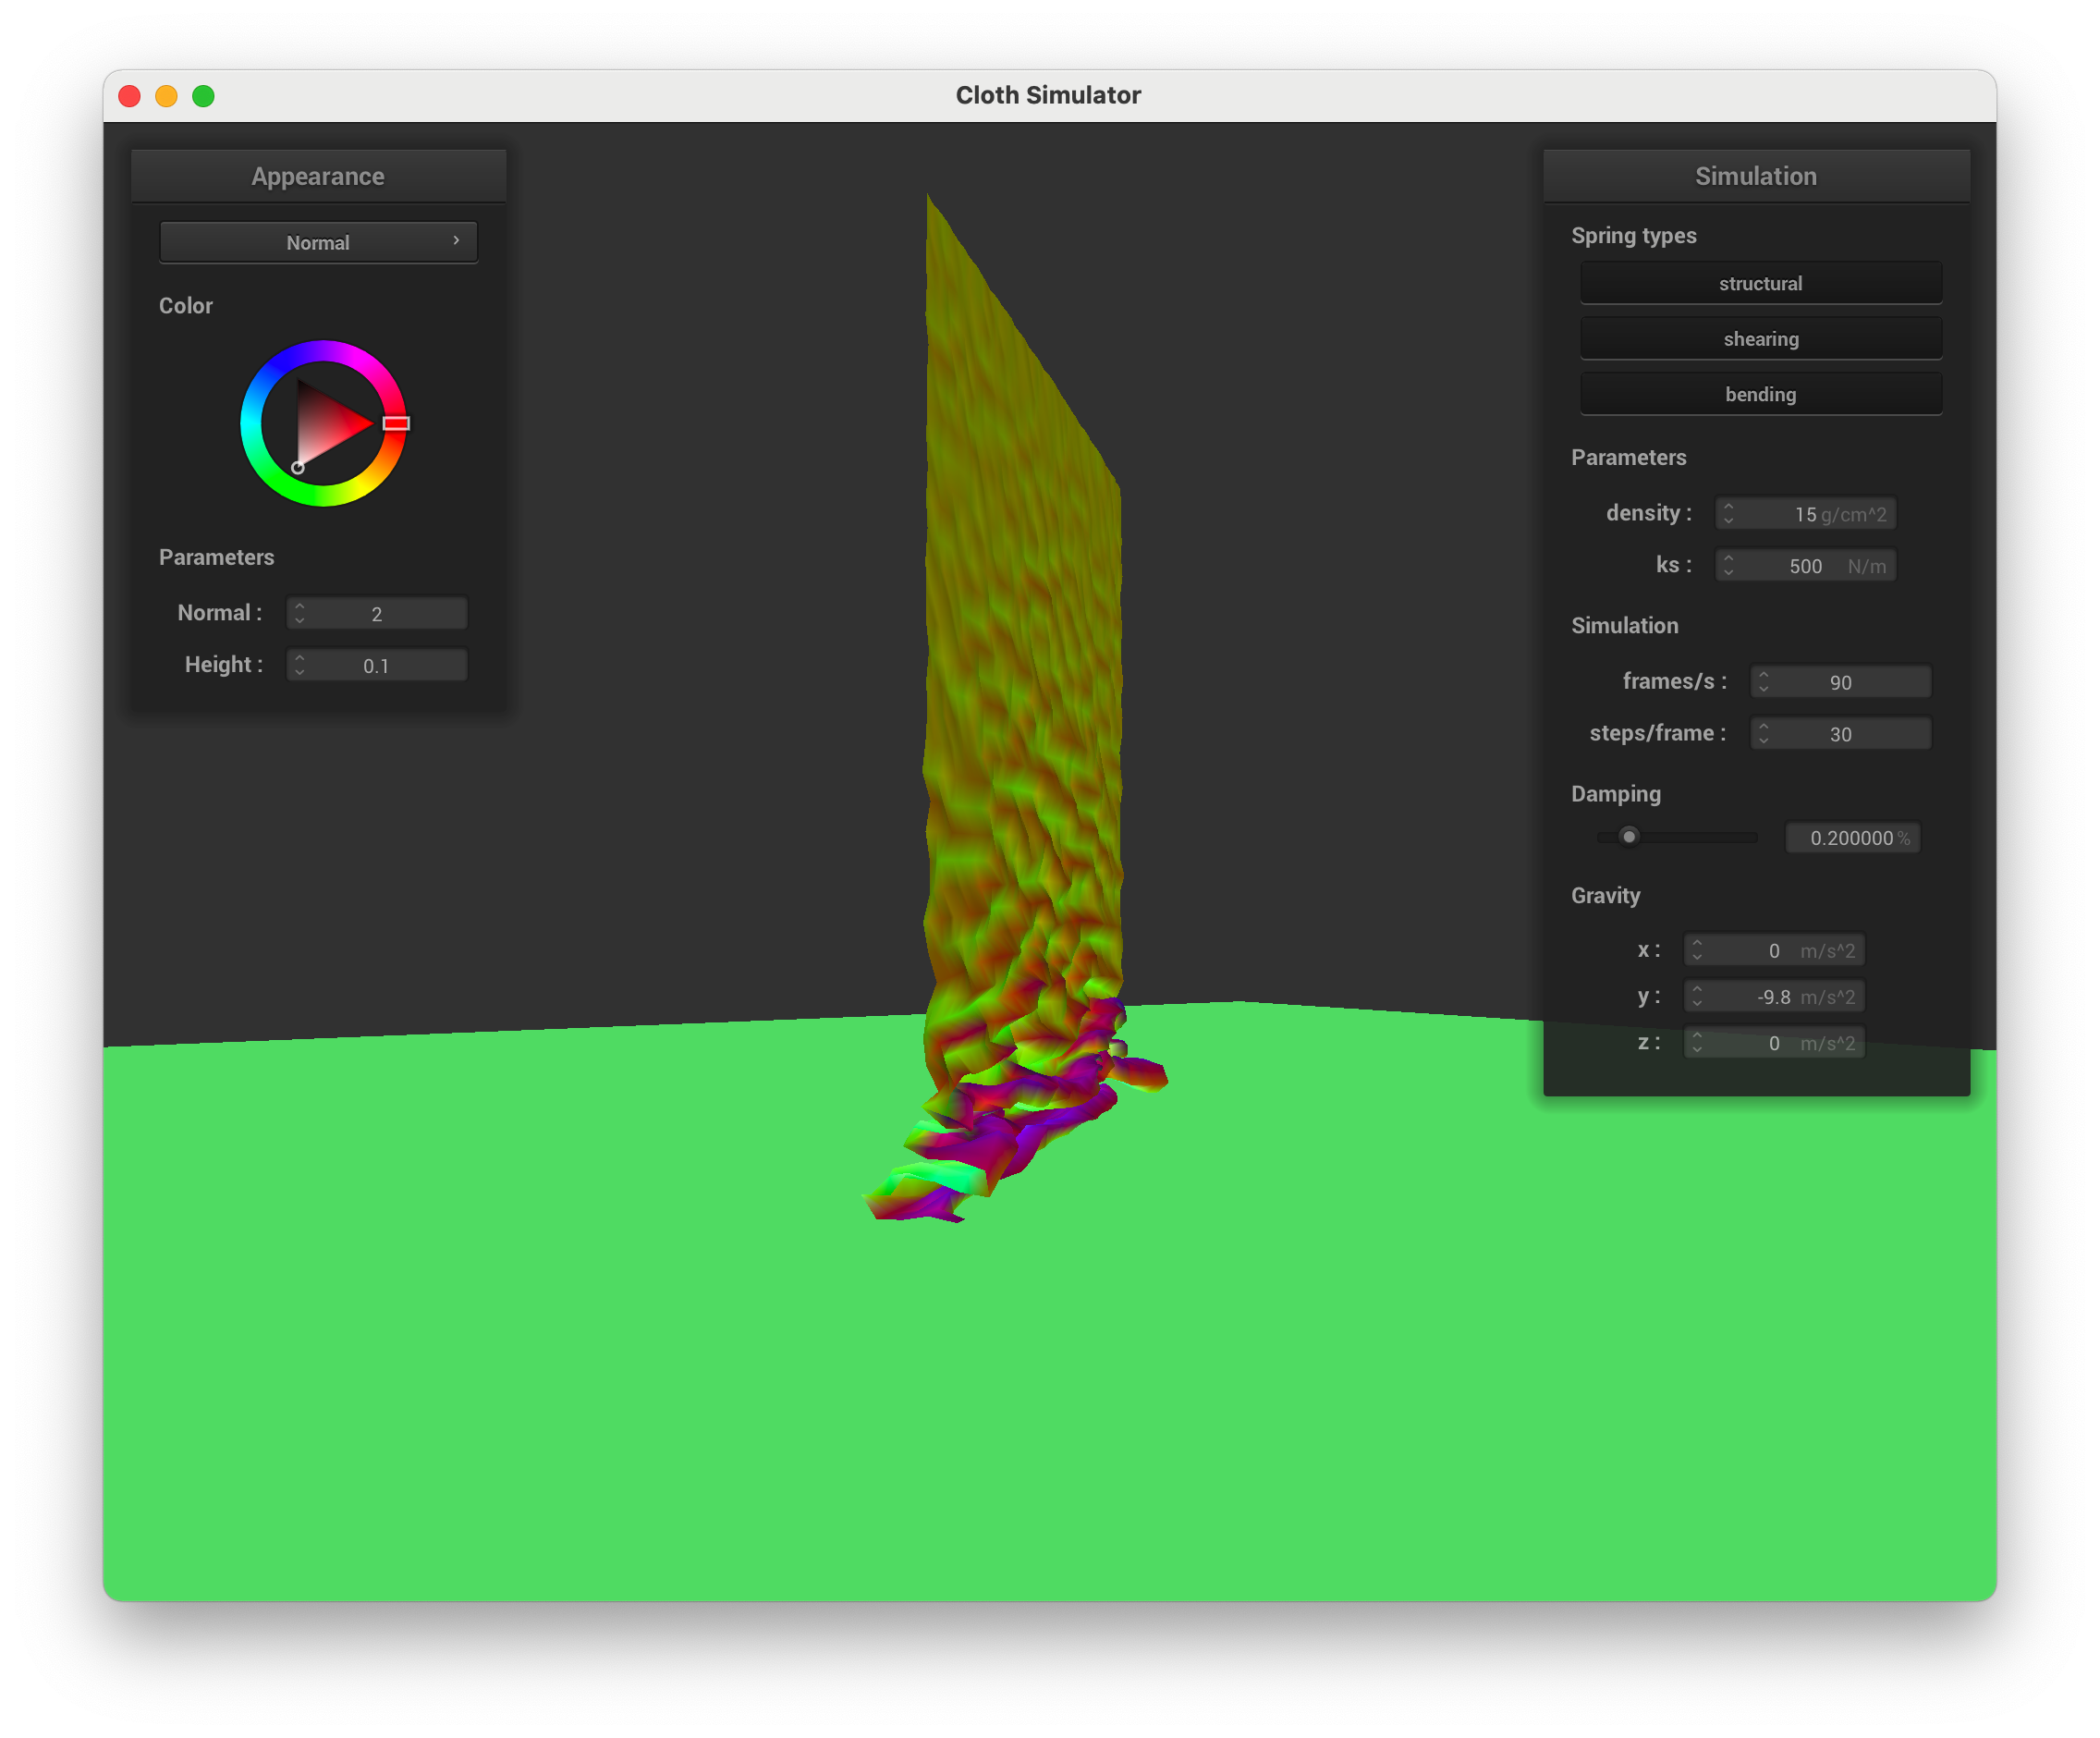 Cloth Simulator
Appearance
Normal
Color
Parameters
Normal : 2
Height : 0.1
Simulation
Spring types
structural
shearing
bending
Parameters
density : 15 g/cm^2
ks : 500 N/m
Simulation
frames/s : 90
steps/frame : 30
Damping
0.200000 %
Gravity
x : 0 m/s^2
y : -9.8 m/s^2
z : 0 m/s^2